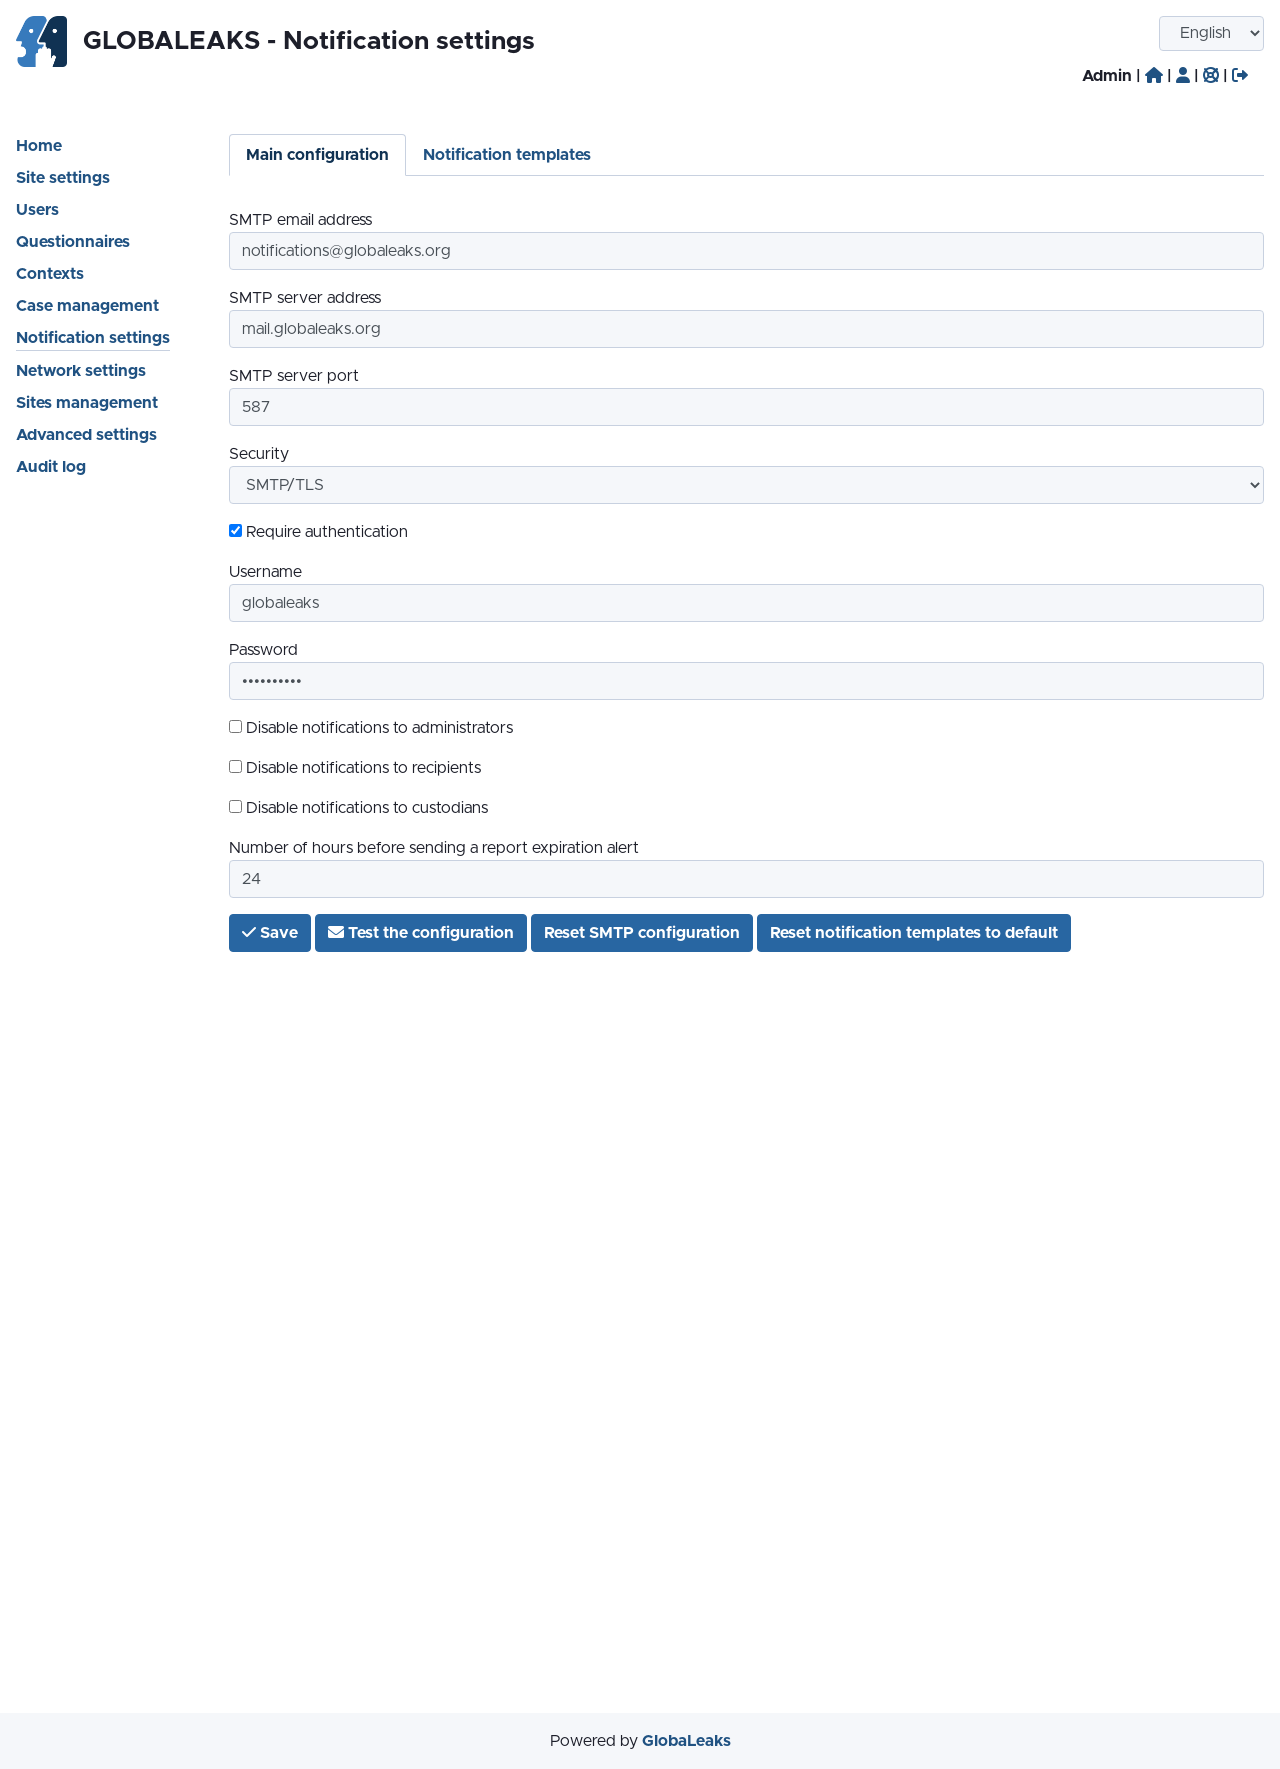 GLOBALEAKS - Notification settings
English
Admin | | | |
Home
Site settings
Users
Questionnaires
Contexts
Case management
Notification settings
Network settings
Sites management
Advanced settings
Audit log
Main configuration
Notification templates
SMTP email address
notifications@globaleaks.org
SMTP server address
mail.globaleaks.org
SMTP server port
587
Security
SMTP/TLS
Require authentication
Username
globaleaks
Password
••••••••••
Disable notifications to administrators
Disable notifications to recipients
Disable notifications to custodians
Number of hours before sending a report expiration alert
24
Save
Test the configuration
Reset SMTP configuration
Reset notification templates to default
Powered by GlobaLeaks